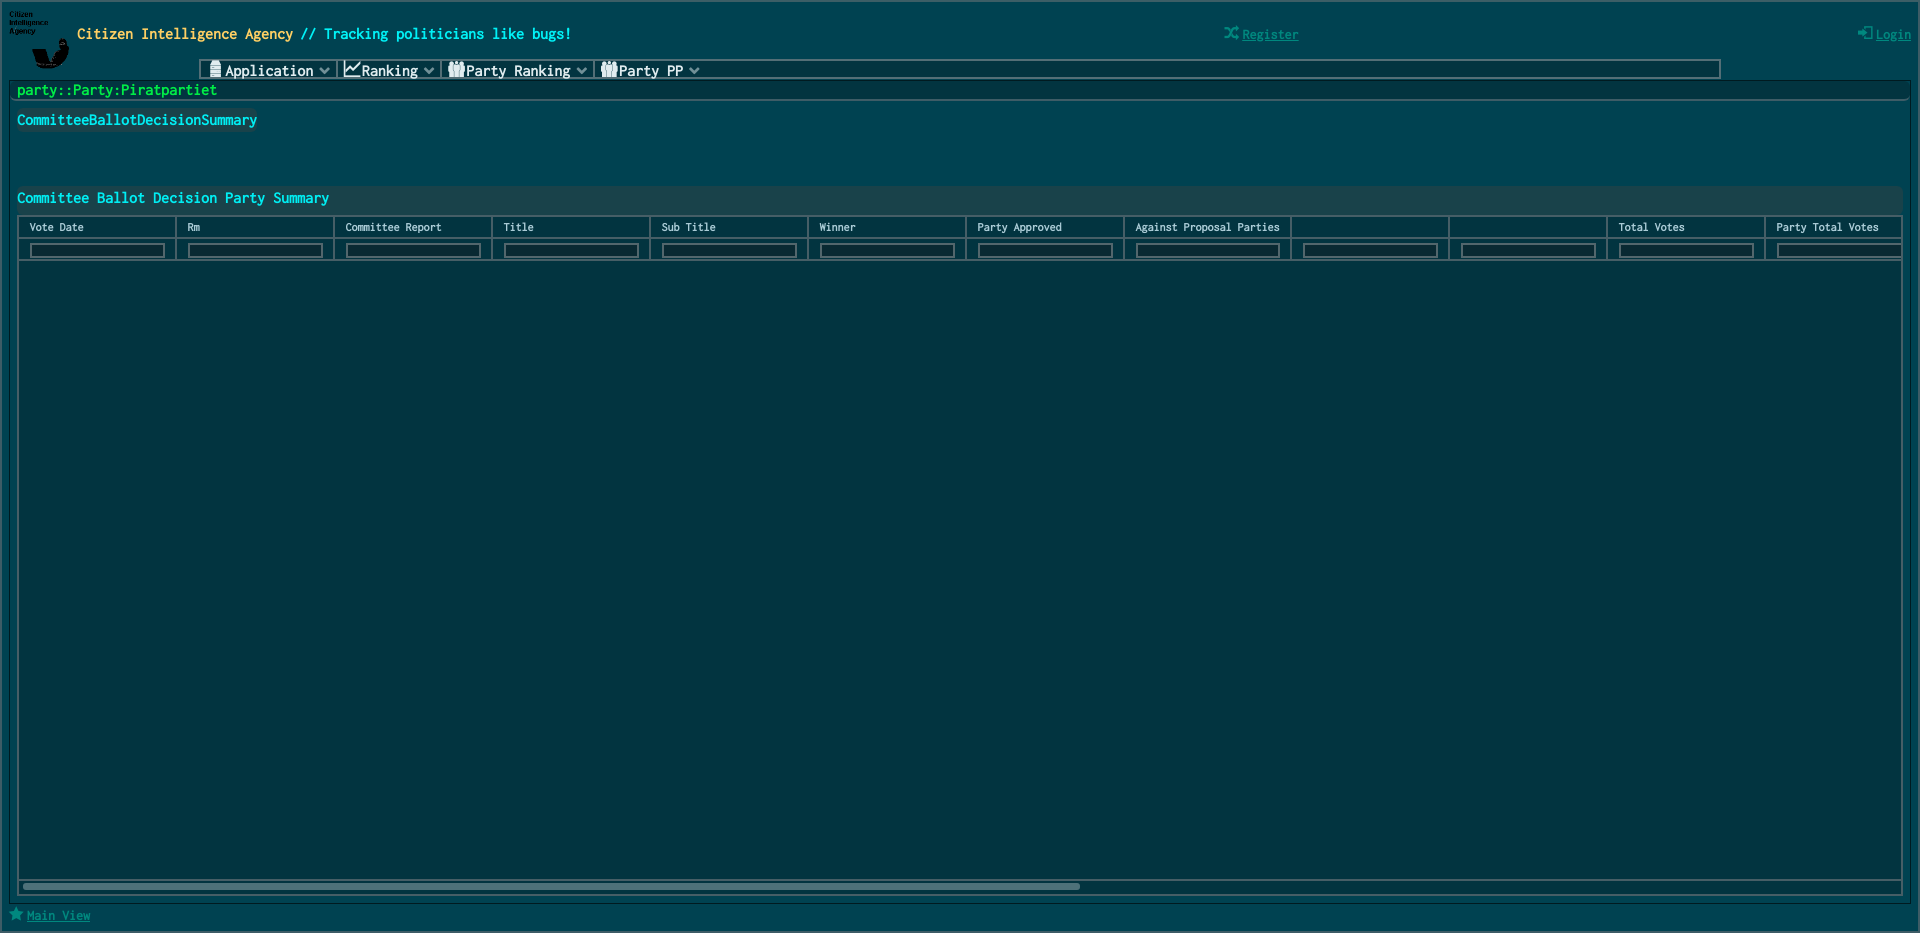 Citizen
Intelligence
Agency
Citizen Intelligence Agency // Tracking politicians like bugs!
Register
Login
Application
Ranking
Party Ranking
Party PP
party::Party:Piratpartiet
CommitteeBallotDecisionSummary
Committee Ballot Decision Party Summary
Vote Date
Rm
Committee Report
Title
Sub Title
Winner
Party Approved
Against Proposal Parties
Total Votes
Party Total Votes
Main View